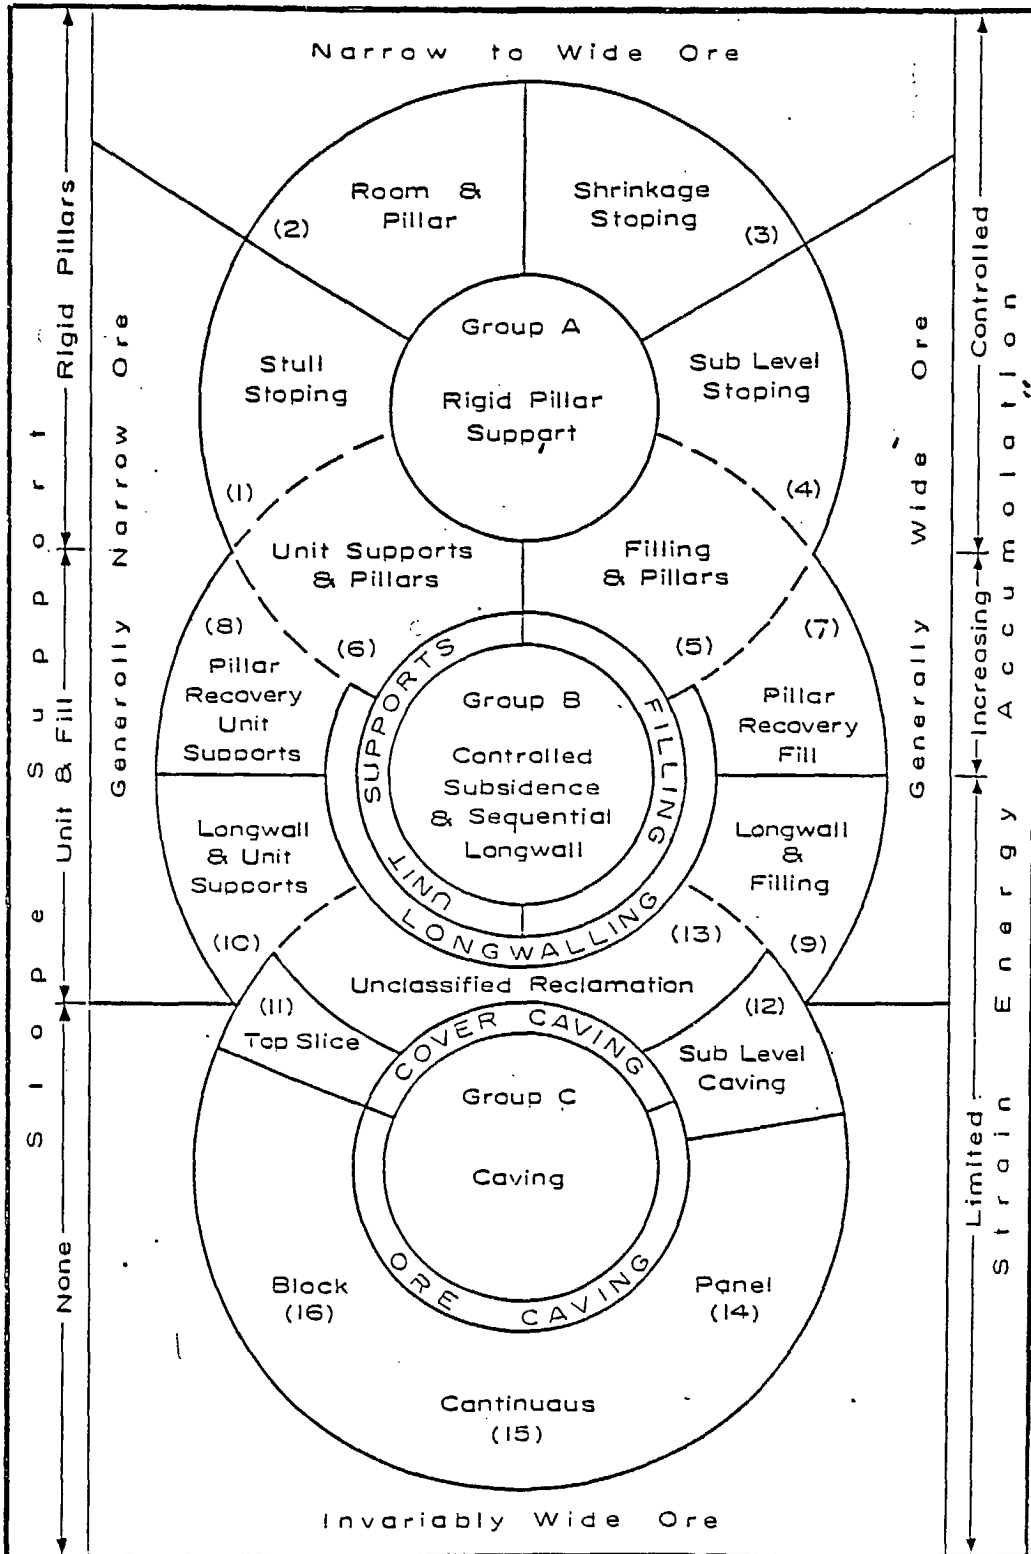 Narrow to Wide Ore
Room &
Pillar
(2)
Shrinkage
Stoping
(3)
Rigid Pillars
Controlled
Generolly Narrow Ore
Generally Wide Ore
Stope Support
Strain Energy Accumolation
Stull
Stoping
(1)
Group A
Rigid Pillar
Support
Sub Level
Stoping
(4)
Unit Supports
& Pillars
(6)
Filling
& Pillars
(5)
Unit & Fill
Increasing
(8)
Pillar
Recovery
Unit
Supports
(7)
Pillar
Recovery
Fill
UNIT SUPPORTS
FILLING
Group B
Controlled
Subsidence
& Sequential
Longwall
LONGWALLING
Longwall
& Unit
Supports
(10)
Longwall
&
Filling
(9)
(13)
Unclassified Reclamation
(11)
Top Slice
(12)
Sub Level
Caving
COVER CAVING
Group C
Caving
ORE CAVING
None
Limited
Block
(16)
Panel
(14)
Continuous
(15)
Invariably Wide Ore